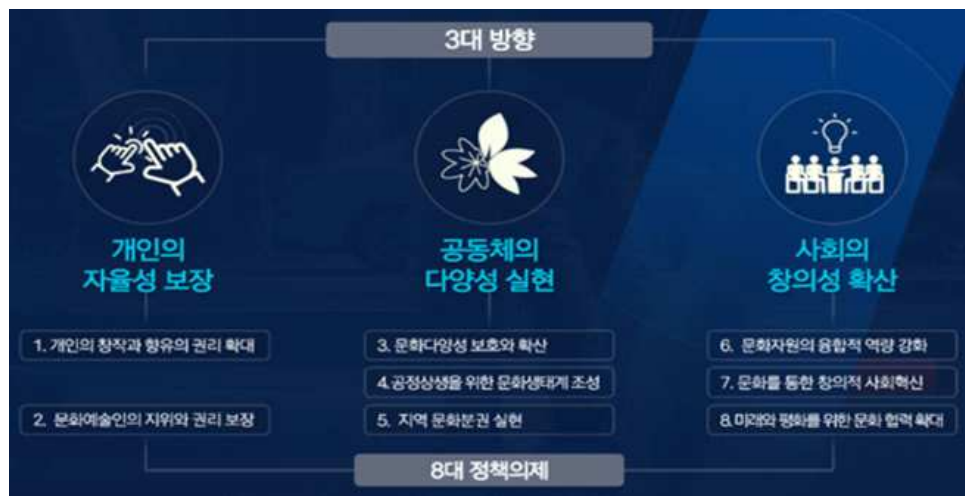 3대 방향
개인의
자율성 보장
1. 개인의 창작과 향유의 권리 확대
2. 문화예술인의 지위와 권리 보장
공동체의
다양성 실현
3. 문화다양성 보호와 확산
4. 공정상생을 위한 문화생태계 조성
5. 지역 문화분권 실현
사회의
창의성 확산
6. 문화자원의 융합적 역량 강화
7. 문화를 통한 창의적 사회혁신
8. 미래와 평화를 위한 문화 협력 확대
8대 정책의제